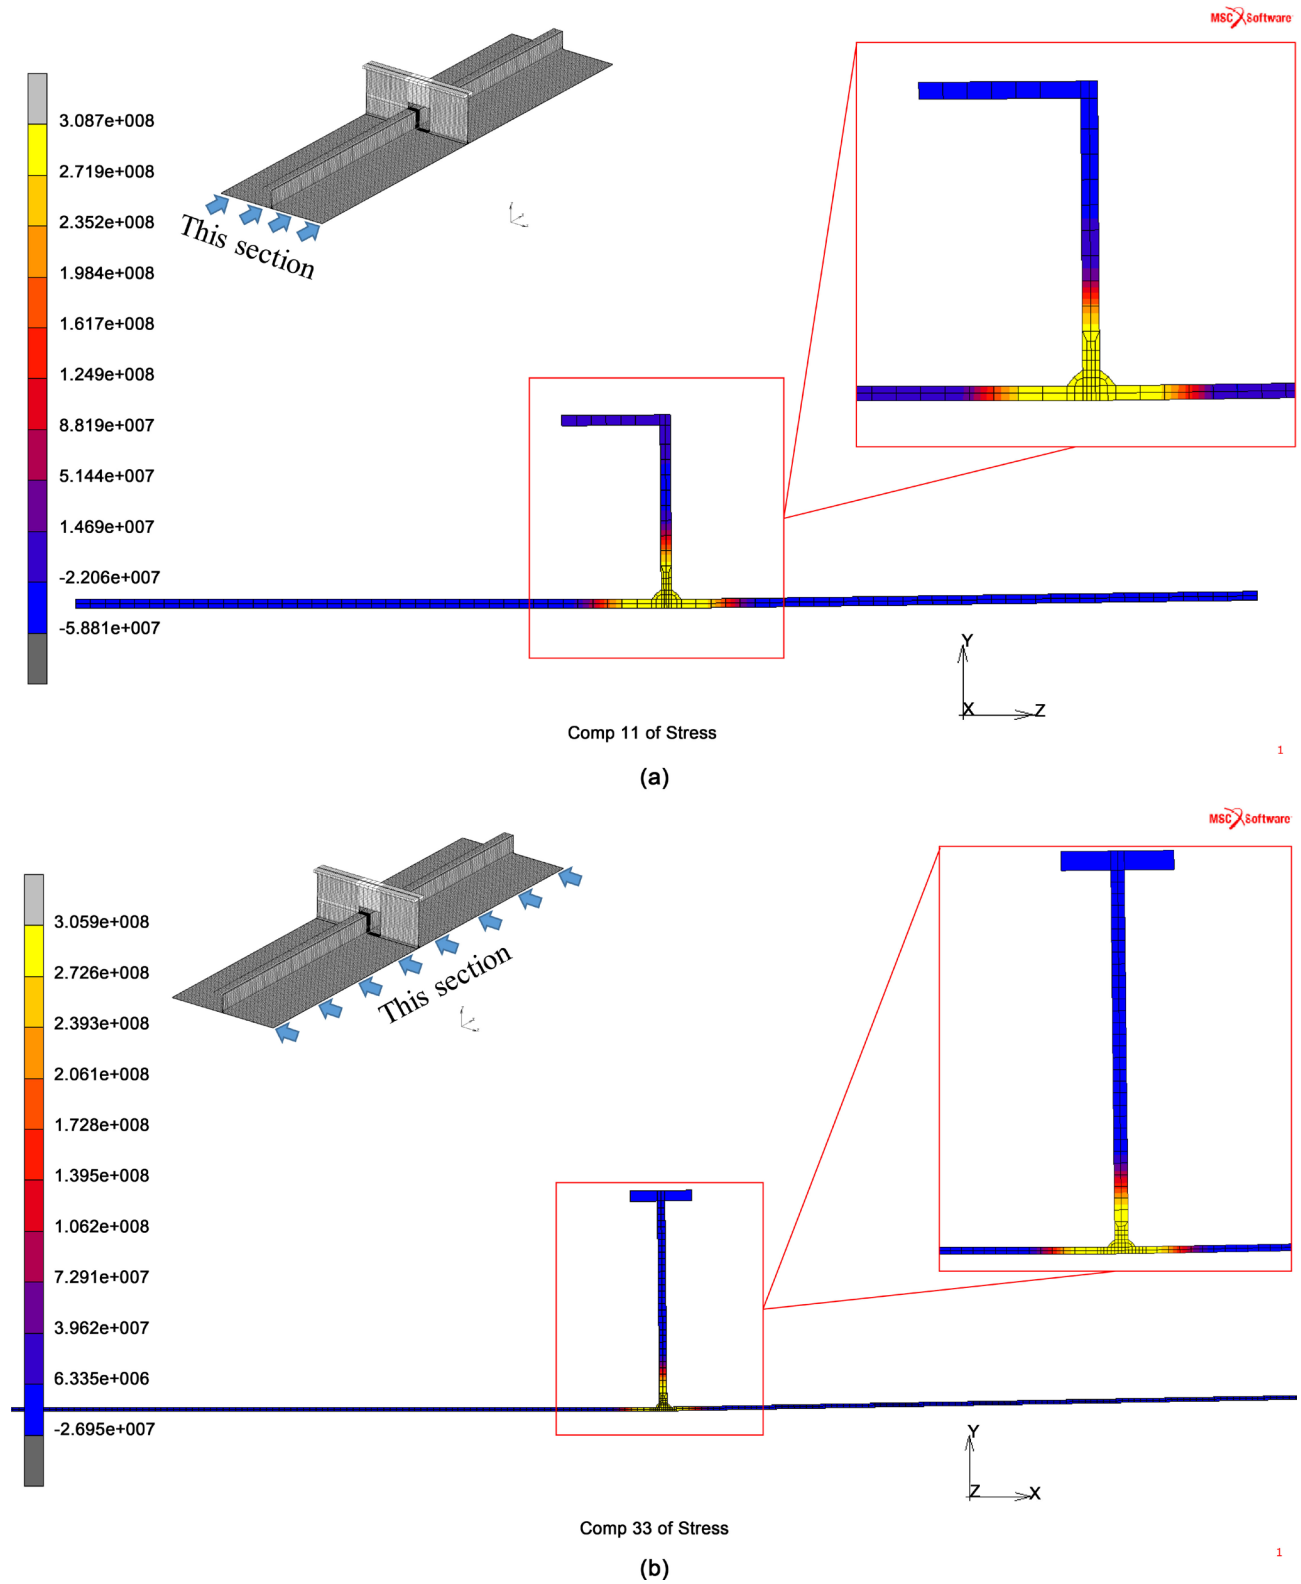 MSC Software
3.087e+008
2.719e+008
2.352e+008
1.984e+008
1.617e+008
1.249e+008
8.819e+007
5.144e+007
1.469e+007
-2.206e+007
-5.881e+007
This section
Y
X
Z
Comp 11 of Stress
1
(a)
MSC Software
3.059e+008
2.726e+008
2.393e+008
2.061e+008
1.728e+008
1.395e+008
1.062e+008
7.291e+007
3.962e+007
6.335e+006
-2.695e+007
This section
Y
Z
X
Comp 33 of Stress
1
(b)